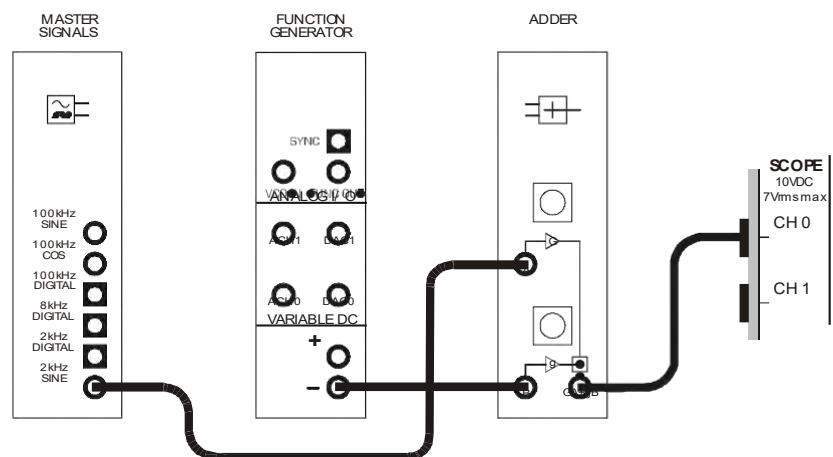 MASTER
SIGNALS
100kHz
SINE
100kHz
COS
100kHz
DIGITAL
8kHz
DIGITAL
2kHz
DIGITAL
2kHz
SINE
FUNCTION
GENERATOR
SYNC
ANALOG I/ O
ACH1
DAC1
ACH0
DAC0
VARIABLE DC
+
−
ADDER
G
g
SCOPE
10VDC
7Vrms max
CH 0
CH 1